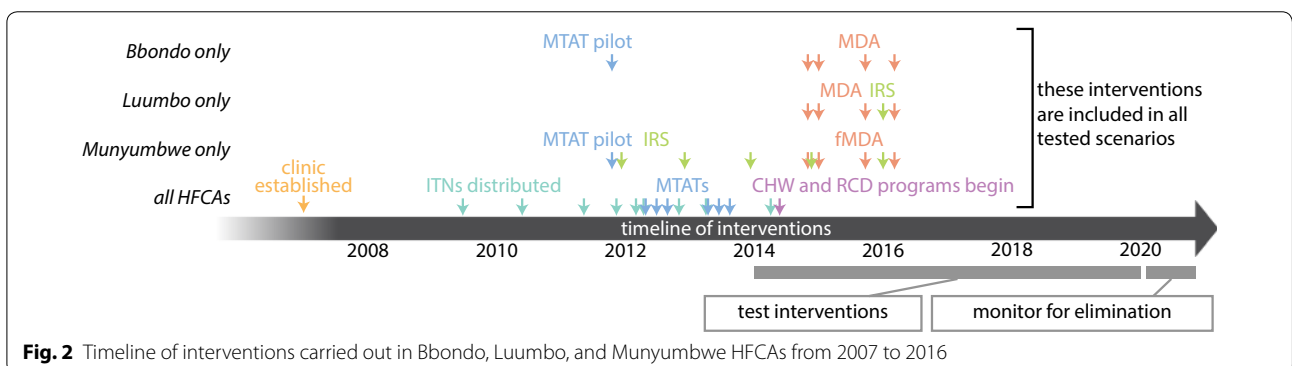 Bbondo only
MTAT pilot
MDA
Luumbo only
MDA IRS
these interventions
are included in all
tested scenarios
Munyumbwe only
MTAT pilot IRS
fMDA
clinic
established
all HFCAs
ITNs distributed
MTATs
CHW and RCD programs begin
timeline of interventions
2008 2010 2012 2014 2016 2018 2020
test interventions
monitor for elimination
Fig. 2 Timeline of interventions carried out in Bbondo, Luumbo, and Munyumbwe HFCAs from 2007 to 2016